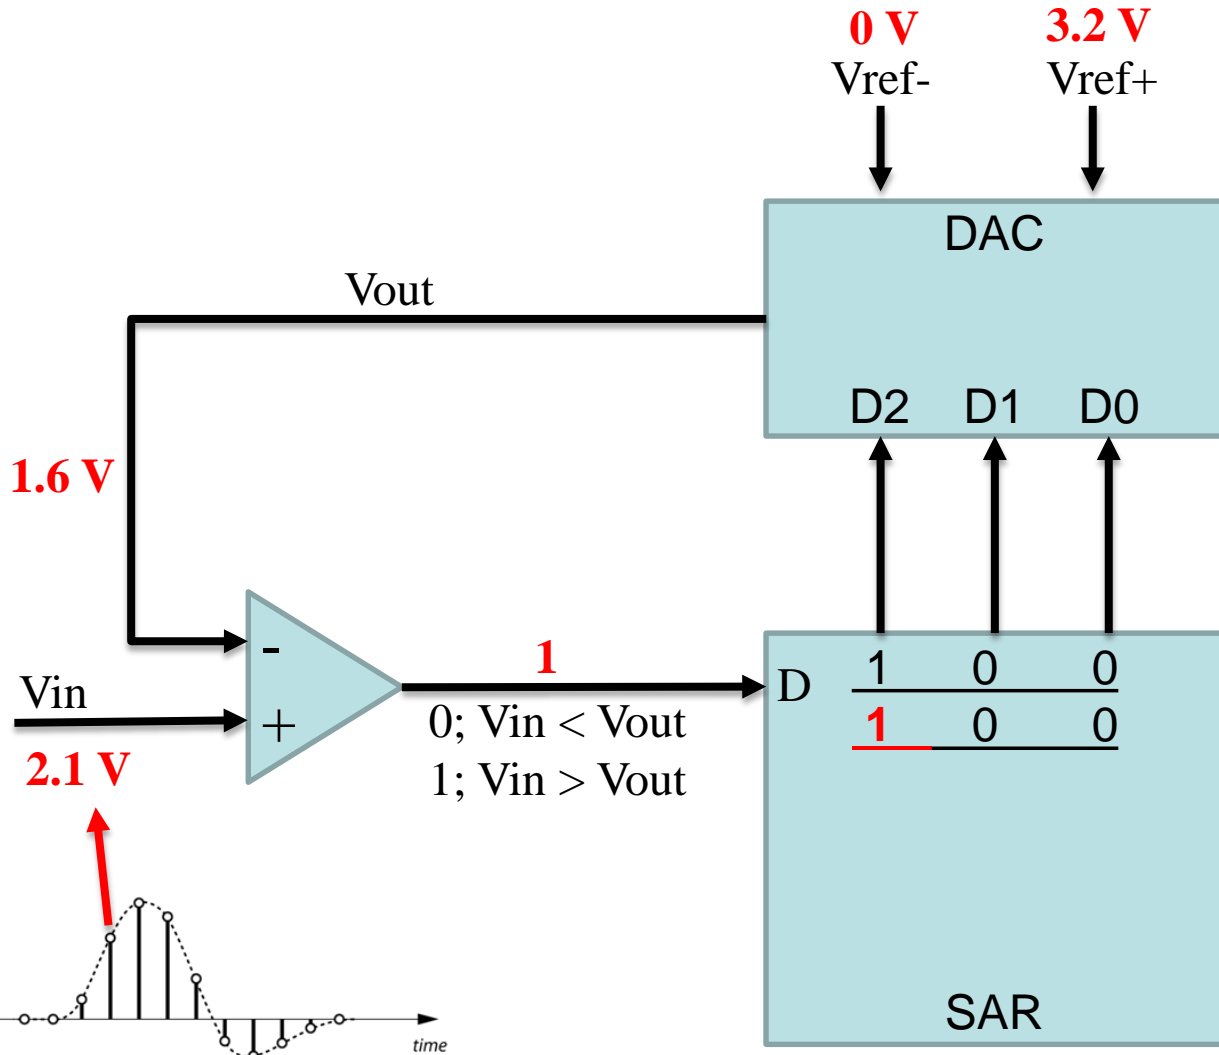 0 V 3.2 V
Vref- Vref+
DAC
Vout
D2 D1 D0
1.6 V
-
1
D 1 0 0
Vin
+
0; Vin < Vout
1 0 0
2.1 V
1; Vin > Vout
SAR
time